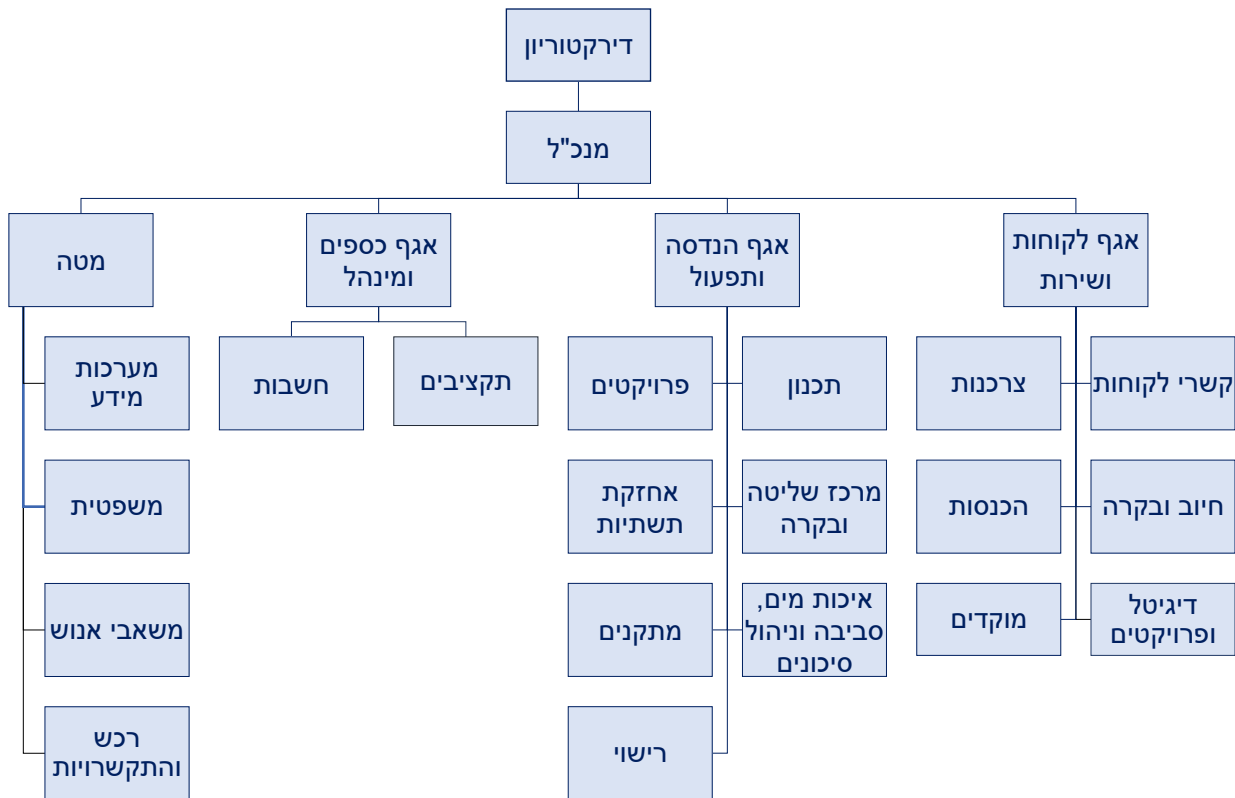 דירקטוריון
מנכ"ל
אגף לקוחות
ושירות
אגף הנדסה
ותפעול
אגף כספים
ומינהל
מטה
קשרי לקוחות
צרכנות
תכנון
פרויקטים
תקציבים
חשבות
מערכות
מידע
חיוב ובקרה
הכנסות
מרכז שליטה
ובקרה
אחזקת
תשתיות
משפטית
דיגיטל
ופרויקטים
מוקדים
איכות מים,
סביבה וניהול
סיכונים
מתקנים
משאבי אנוש
רישוי
רכש
והתקשרויות